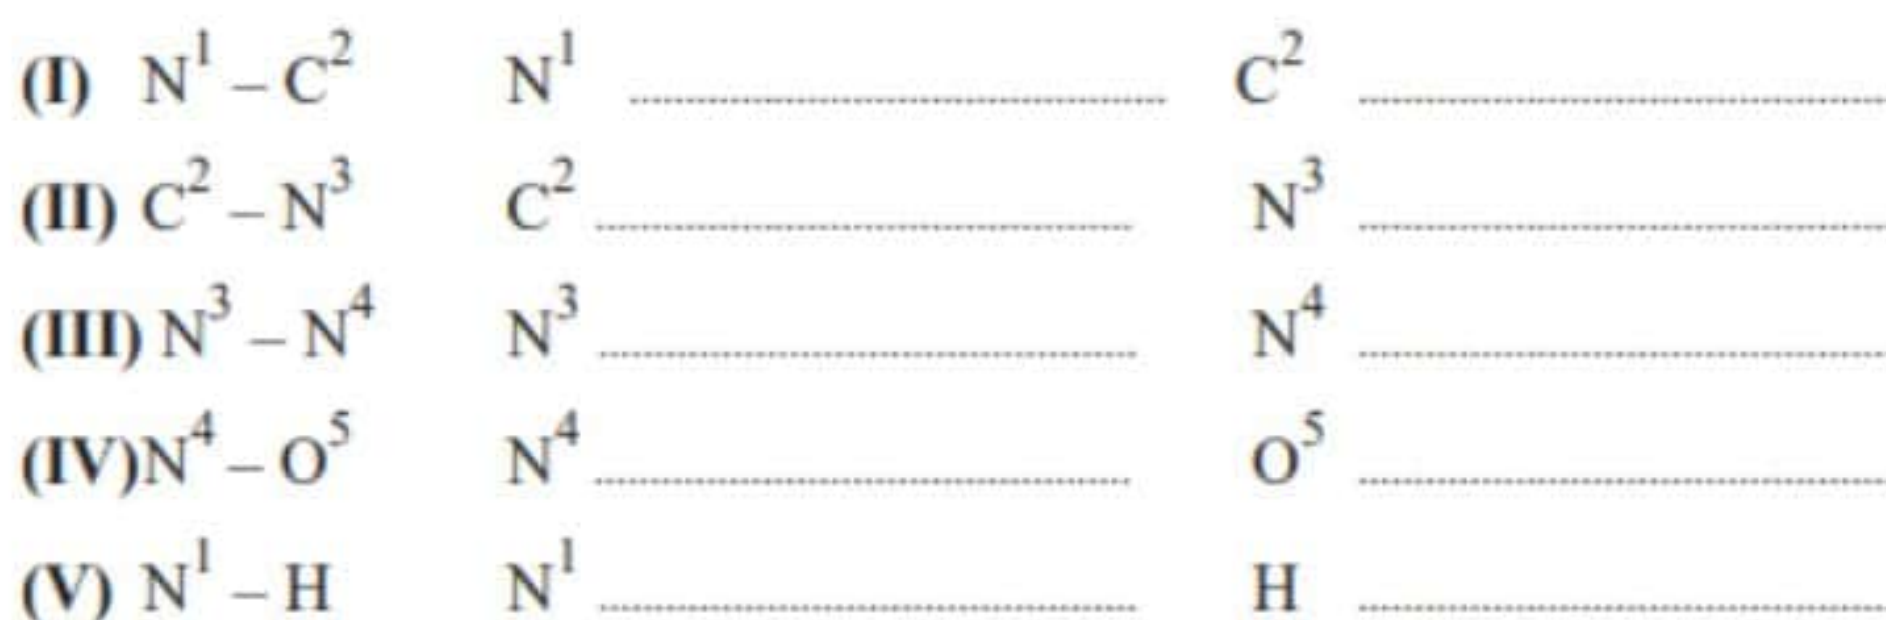 (I) N¹ – C² N¹ ........................ C² ........................
(II) C² – N³ C² ........................ N³ ........................
(III) N³ – N⁴ N³ ........................ N⁴ ........................
(IV) N⁴ – O⁵ N⁴ ........................ O⁵ ........................
(V) N¹ – H N¹ ........................ H ........................